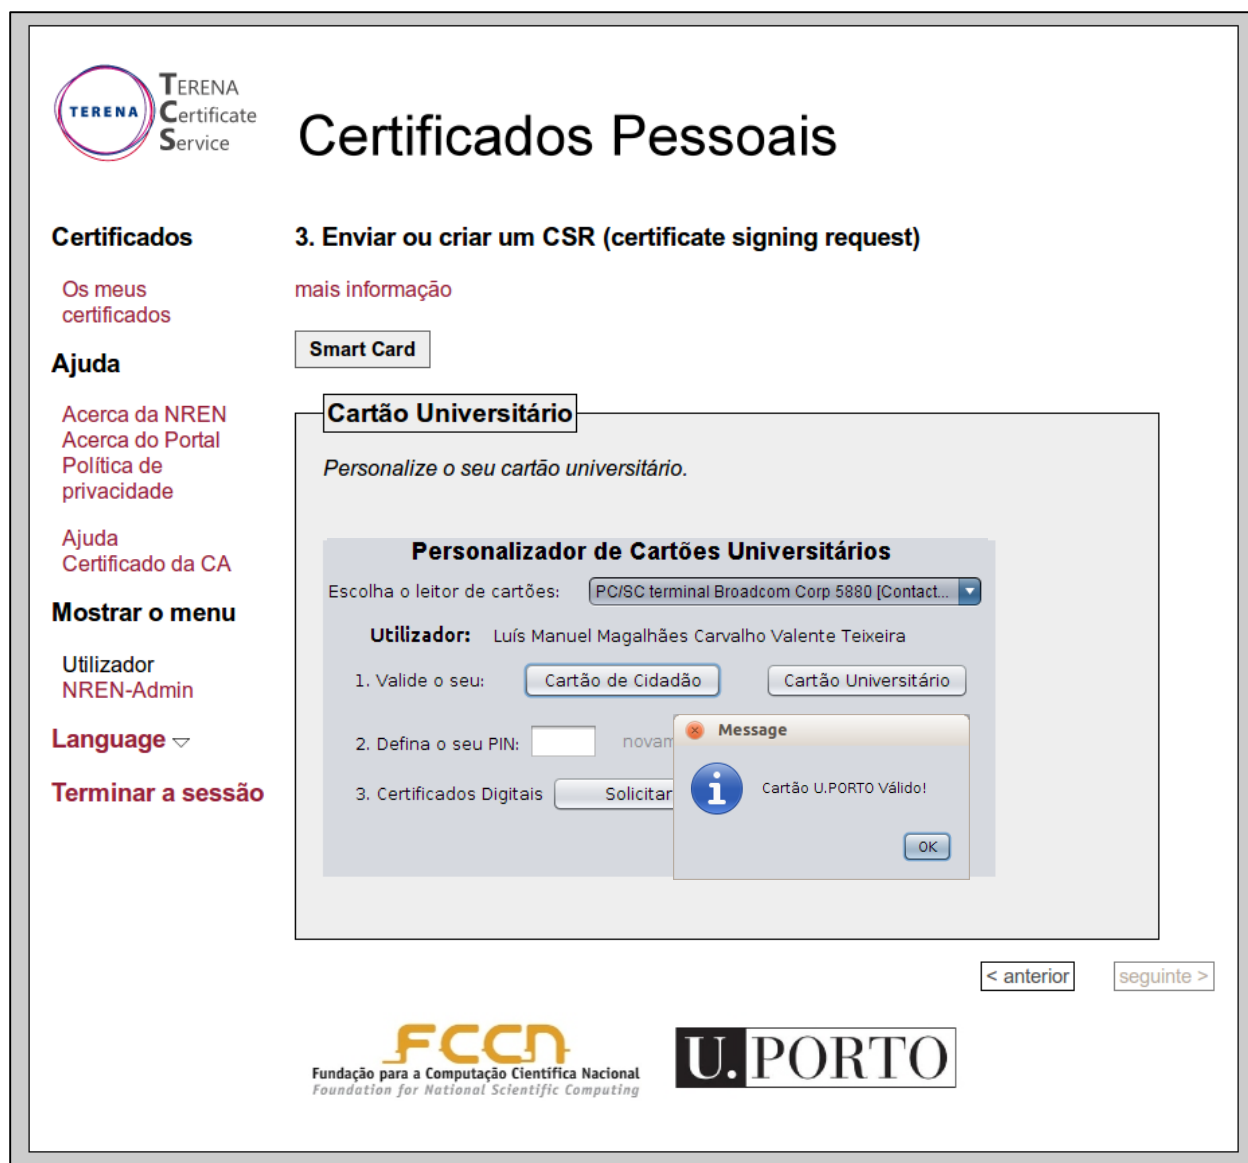 TERENA
TERENA
Certificate
Service
Certificados Pessoais
Certificados
Os meus
certificados
Ajuda
Acerca da NREN
Acerca do Portal
Política de
privacidade
Ajuda
Certificado da CA
Mostrar o menu
Utilizador
NREN-Admin
Language
Terminar a sessão
3. Enviar ou criar um CSR (certificate signing request)
mais informação
Smart Card
Cartão Universitário
Personalize o seu cartão universitário.
Personalizador de Cartões Universitários
Escolha o leitor de cartões: PC/SC terminal Broadcom Corp 5880 [Contact...
Utilizador: Luís Manuel Magalhães Carvalho Valente Teixeira
1. Valide o seu: Cartão de Cidadão Cartão Universitário
2. Defina o seu PIN: novam
3. Certificados Digitais Solicitar
Message
Cartão U.PORTO Válido!
OK
< anterior seguinte >
FCCN
Fundação para a Computação Científica Nacional
Foundation for National Scientific Computing
U.PORTO